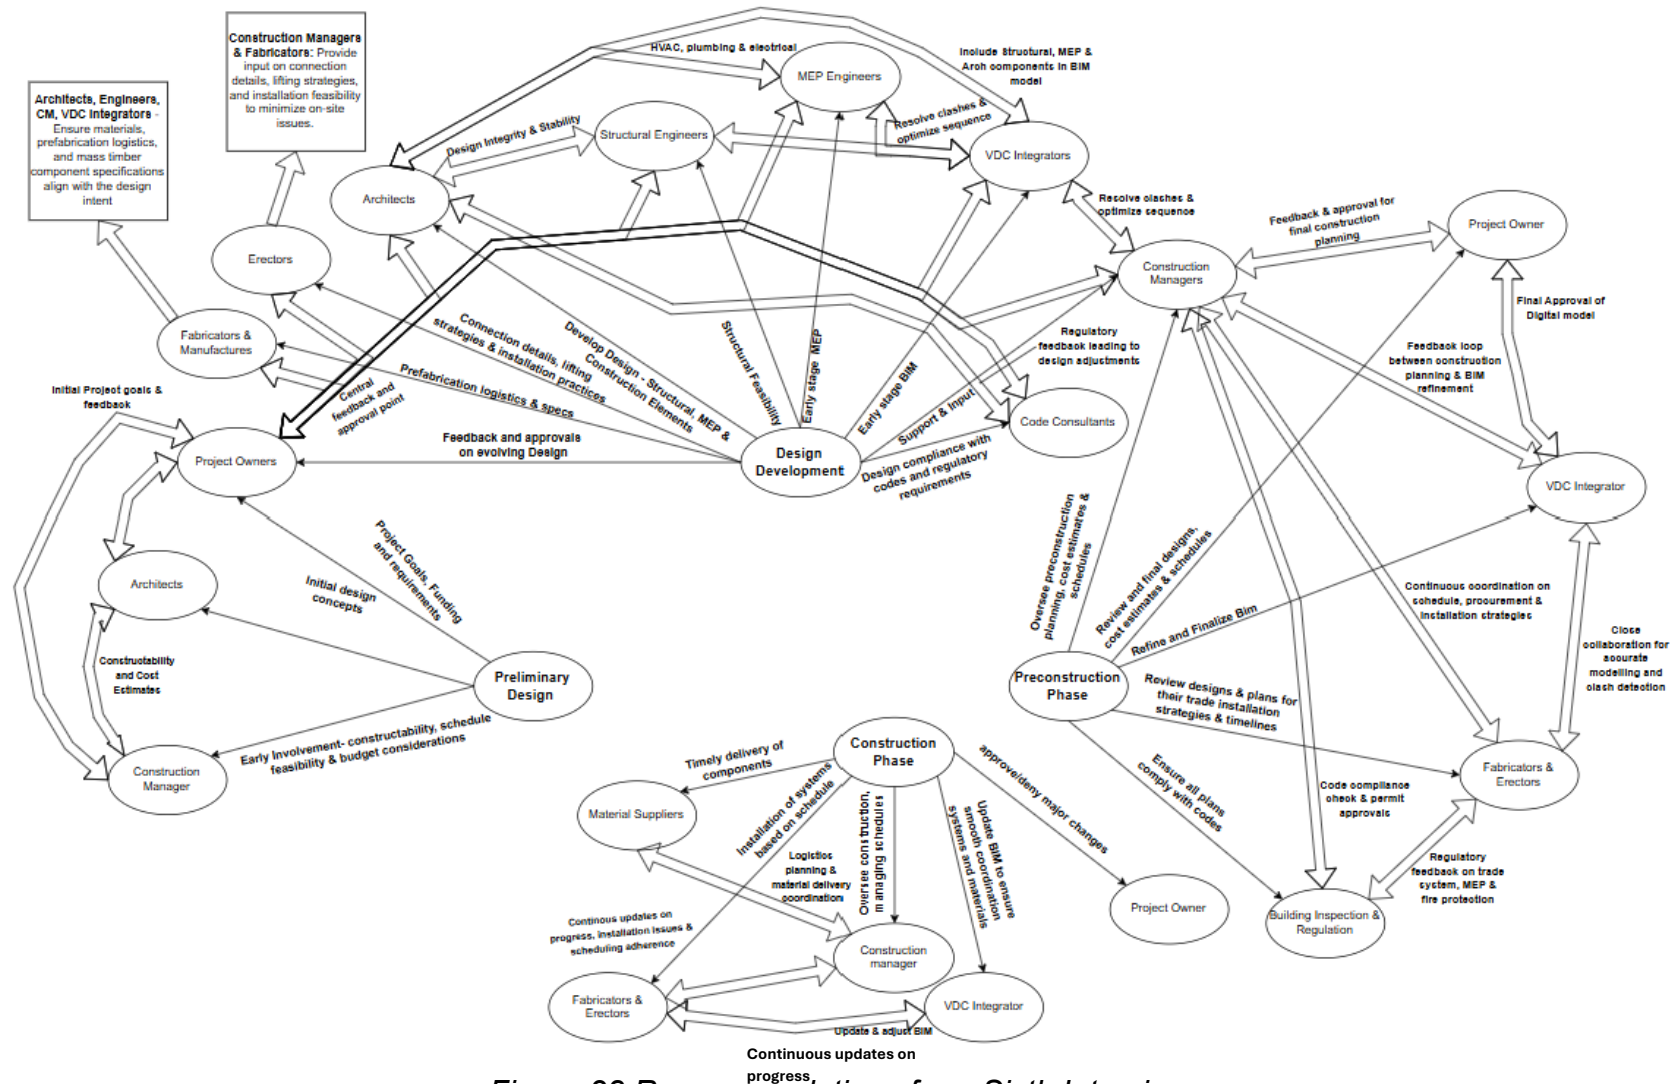 Construction Managers
& Fabricators: Provide
input on connection
details, lifting strategies,
and installation feasibility
to minimize on-site
issues.
Architects, Engineers,
CM, VDC Integrators -
Ensure materials,
prefabrication logistics,
and mass timber
component specifications
align with the design
intent
HVAC, plumbing & electrical
MEP Engineers
Include Structural, MEP &
Arch components in BIM
model
Design Integrity & Stability
Structural Engineers
Resolve clashes &
optimize sequence
VDC Integrators
Architects
Resolve clashes &
optimize sequence
Feedback & approval for
final construction
planning
Project Owner
Erectors
Construction
Managers
Final Approval of
Digital model
Fabricators &
Manufactures
Connection details, lifting
strategies & installation practices
Develop Design - Structural, MEP &
Construction Elements
Structural Feasibility
Early stage MEP
Early stage BIM
Regulatory
feedback leading to
design adjustments
Feedback loop
between construction
planning & BIM
refinement
Initial Project goals &
feedback
Central
feedback and
approval point
Prefabrication logistics & specs
Support & Input
Code Consultants
Project Owners
Feedback and approvals
on evolving Design
Design
Development
Design compliance with
codes and regulatory
requirements
VDC Integrator
Project Goals, Funding
and requirements
Initial design
concepts
Architects
Oversee preconstruction
planning, cost estimates &
schedules
Review and final designs,
cost estimates & schedules
Refine and Finalize Bim
Continuous coordination on
schedule, procurement &
installation strategies
Close
collaboration for
accurate
modelling and
clash detection
Constructability
and Cost
Estimates
Preliminary
Design
Preconstruction
Phase
Review designs & plans for
their trade installation
strategies & timelines
Early Involvement- constructability, schedule
feasibility & budget considerations
Construction
Manager
Construction
Phase
Timely delivery of
components
approve/deny major changes
Ensure all plans
comply with codes
Code compliance
check & permit
approvals
Fabricators &
Erectors
Material Suppliers
Installation of systems
based on schedule
Oversee construction,
managing schedules
Update BIM to ensure
smooth coordination
systems and materials
Logistics
planning &
material delivery
coordination
Regulatory
feedback on trade
system, MEP &
fire protection
Project Owner
Building Inspection &
Regulation
Continous updates on
progress, installation issues &
scheduling adherence
Construction
manager
Fabricators &
Erectors
VDC Integrator
Update & adjust BIM
Continuous updates on
progress